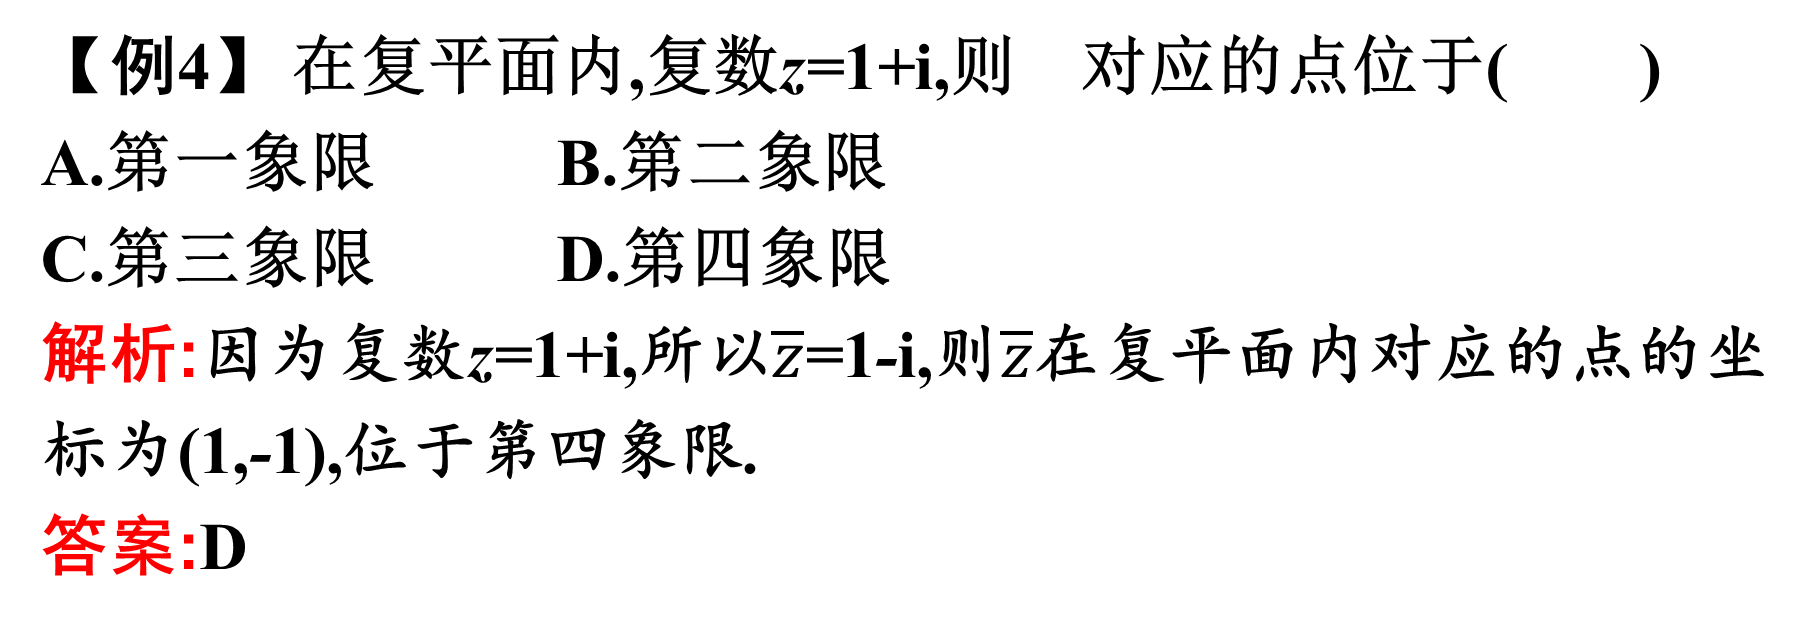 【例4】在复平面内,复数z=1+i,则 对应的点位于( )
A.第一象限 B.第二象限
C.第三象限 D.第四象限
解析:因为复数z=1+i,所以z̅=1-i,则z̅在复平面内对应的点的坐
标为(1,-1),位于第四象限.
答案:D